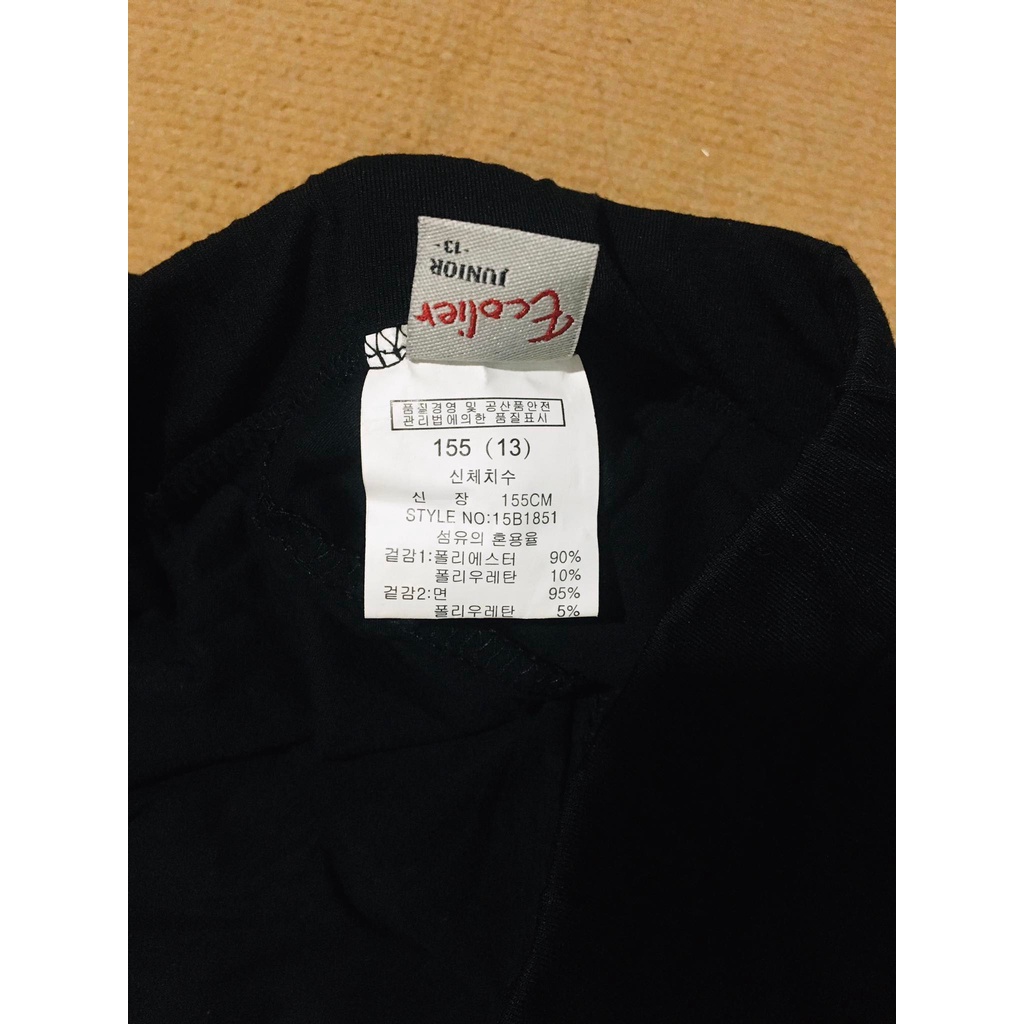 Ecolier
JUNIOR
-13-
품질경영 및 공산품안전
관리법에의한 품질표시
155 (13)
신체치수
신 장 155CM
STYLE NO:15B1851
섬유의 혼용율
겉감1:폴리에스터 90%
폴리우레탄 10%
겉감2:면 95%
폴리우레탄 5%